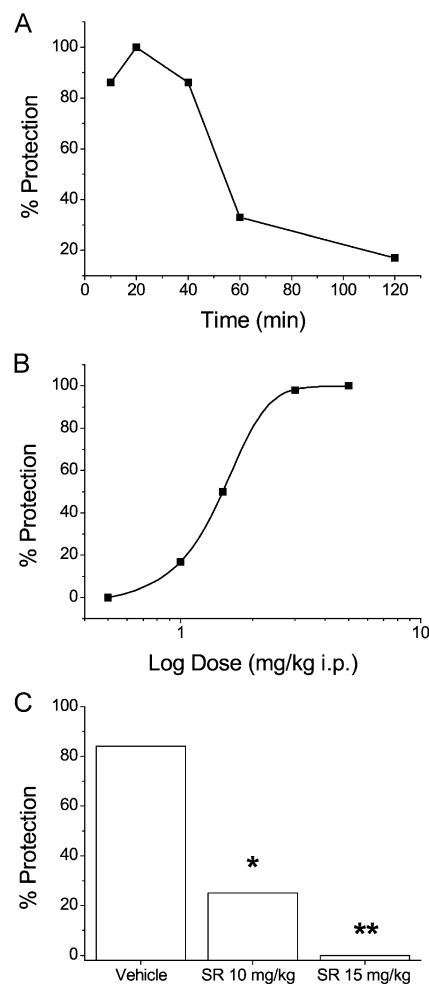 A
100
80
60
40
20
% Protection
0 20 40 60 80 100 120
Time (min)
B
100
80
60
40
20
0
% Protection
1 10
Log Dose (mg/kg i.p.)
C
100
80
60
40
20
0
% Protection
*
**
Vehicle SR 10 mg/kg SR 15 mg/kg